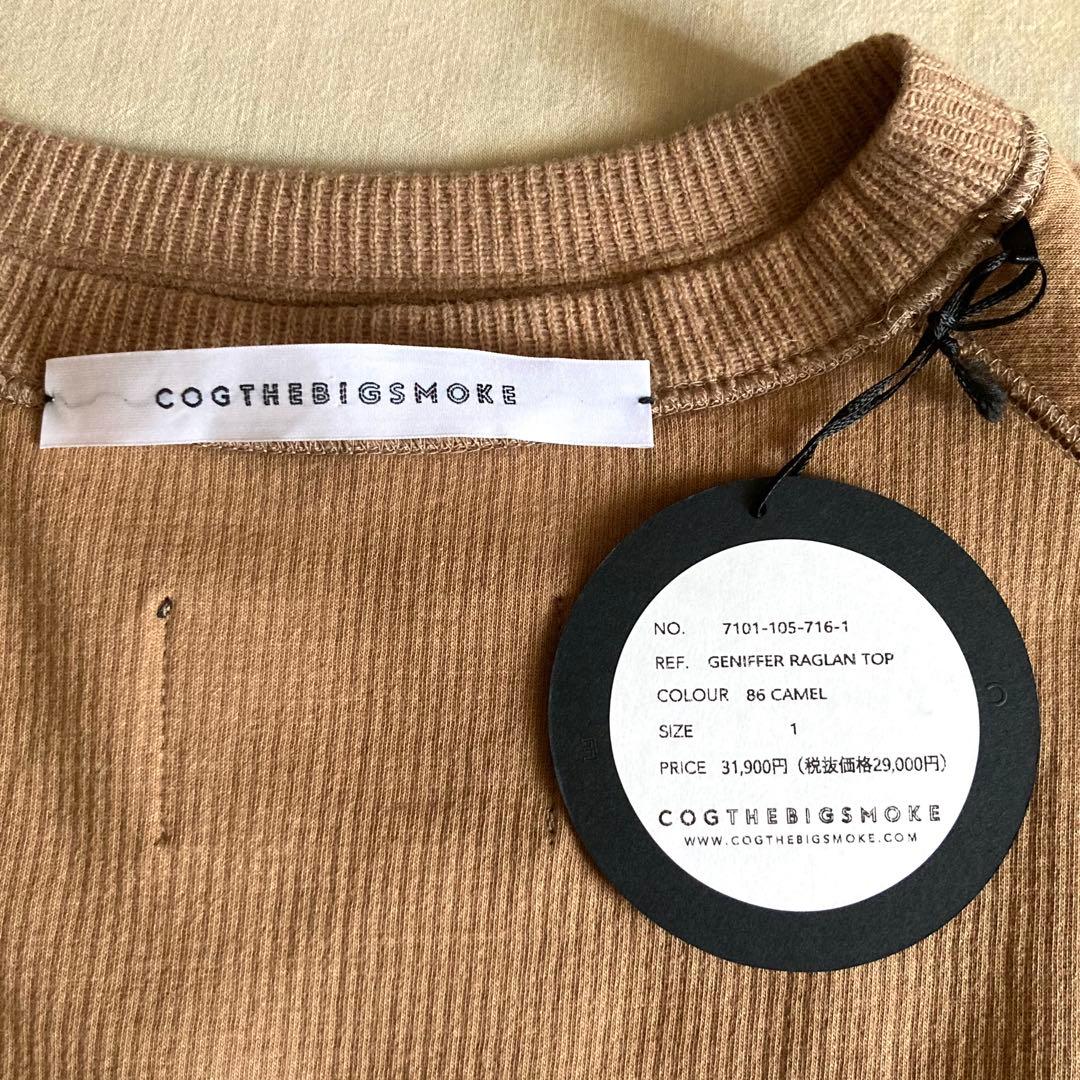 COGTHEBIGSMOKE
NO. 7101-105-716-1
REF. GENIFFER RAGLAN TOP
COLOUR 86 CAMEL
SIZE 1
PRICE 31,900円（税抜価格29,000円）
COGTHEBIGSMOKE
WWW.COGTHEBIGSMOKE.COM